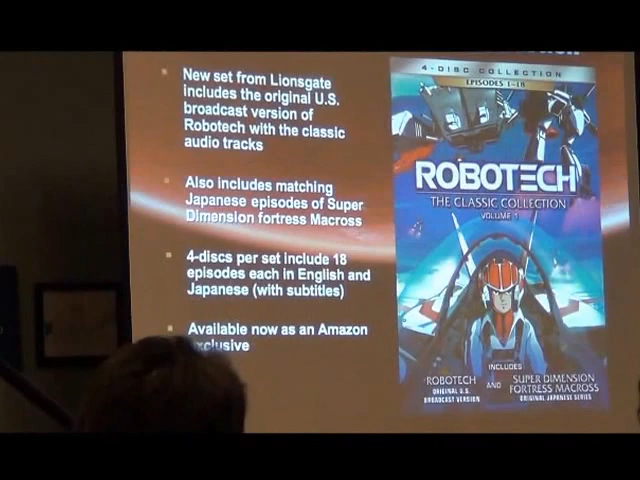 New set from Lionsgate
includes the original U.S.
broadcast version of
Robotech with the classic
audio tracks
Also includes matching
Japanese episodes of Super
Dimension fortress Macross
4-discs per set include 18
episodes each in English and
Japanese (with subtitles)
Available now as an Amazon
exclusive
4-DISC COLLECTION
EPISODES 1-18
ROBOTECH
THE CLASSIC COLLECTION
VOLUME 1
INCLUDES
ROBOTECH
ORIGINAL U.S.
BROADCAST VERSION
AND
SUPER DIMENSION
FORTRESS MACROSS
ORIGINAL JAPANESE SERIES